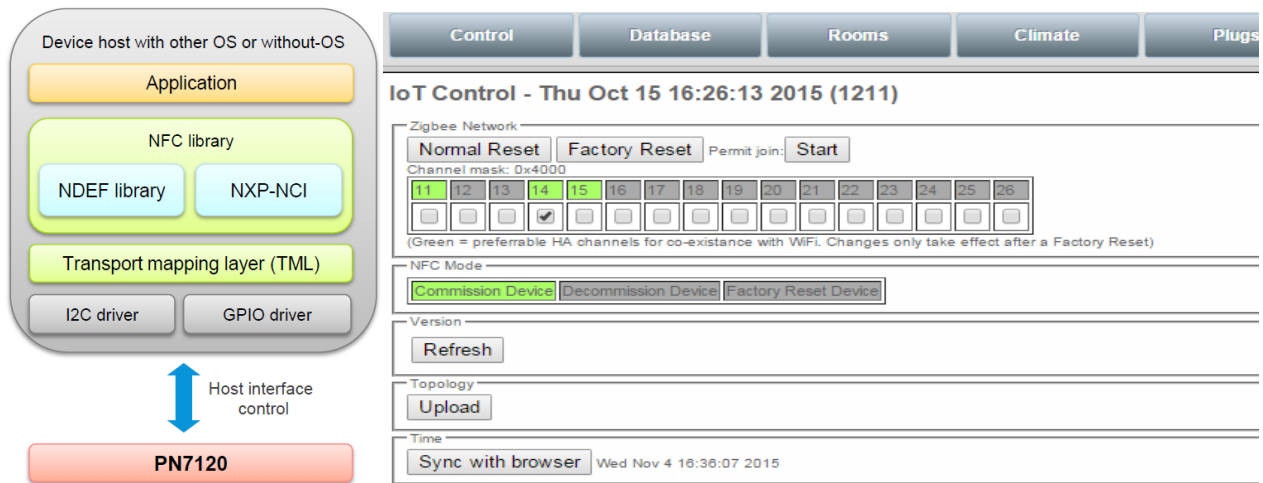 Device host with other OS or without-OS
Application
NFC library
NDEF library
NXP-NCI
Transport mapping layer (TML)
I2C driver
GPIO driver
Host interface
control
PN7120
Control Database Rooms Climate Plugs
IoT Control - Thu Oct 15 16:26:13 2015 (1211)
Zigbee Network
Normal Reset Factory Reset Permit join: Start
Channel mask: 0x4000
11 12 13 14 15 16 17 18 19 20 21 22 23 24 25 26
(Green = preferrable HA channels for co-existance with WiFi. Changes only take effect after a Factory Reset)
NFC Mode
Commission Device Decommission Device Factory Reset Device
Version
Refresh
Topology
Upload
Time
Sync with browser Wed Nov 4 16:36:07 2015